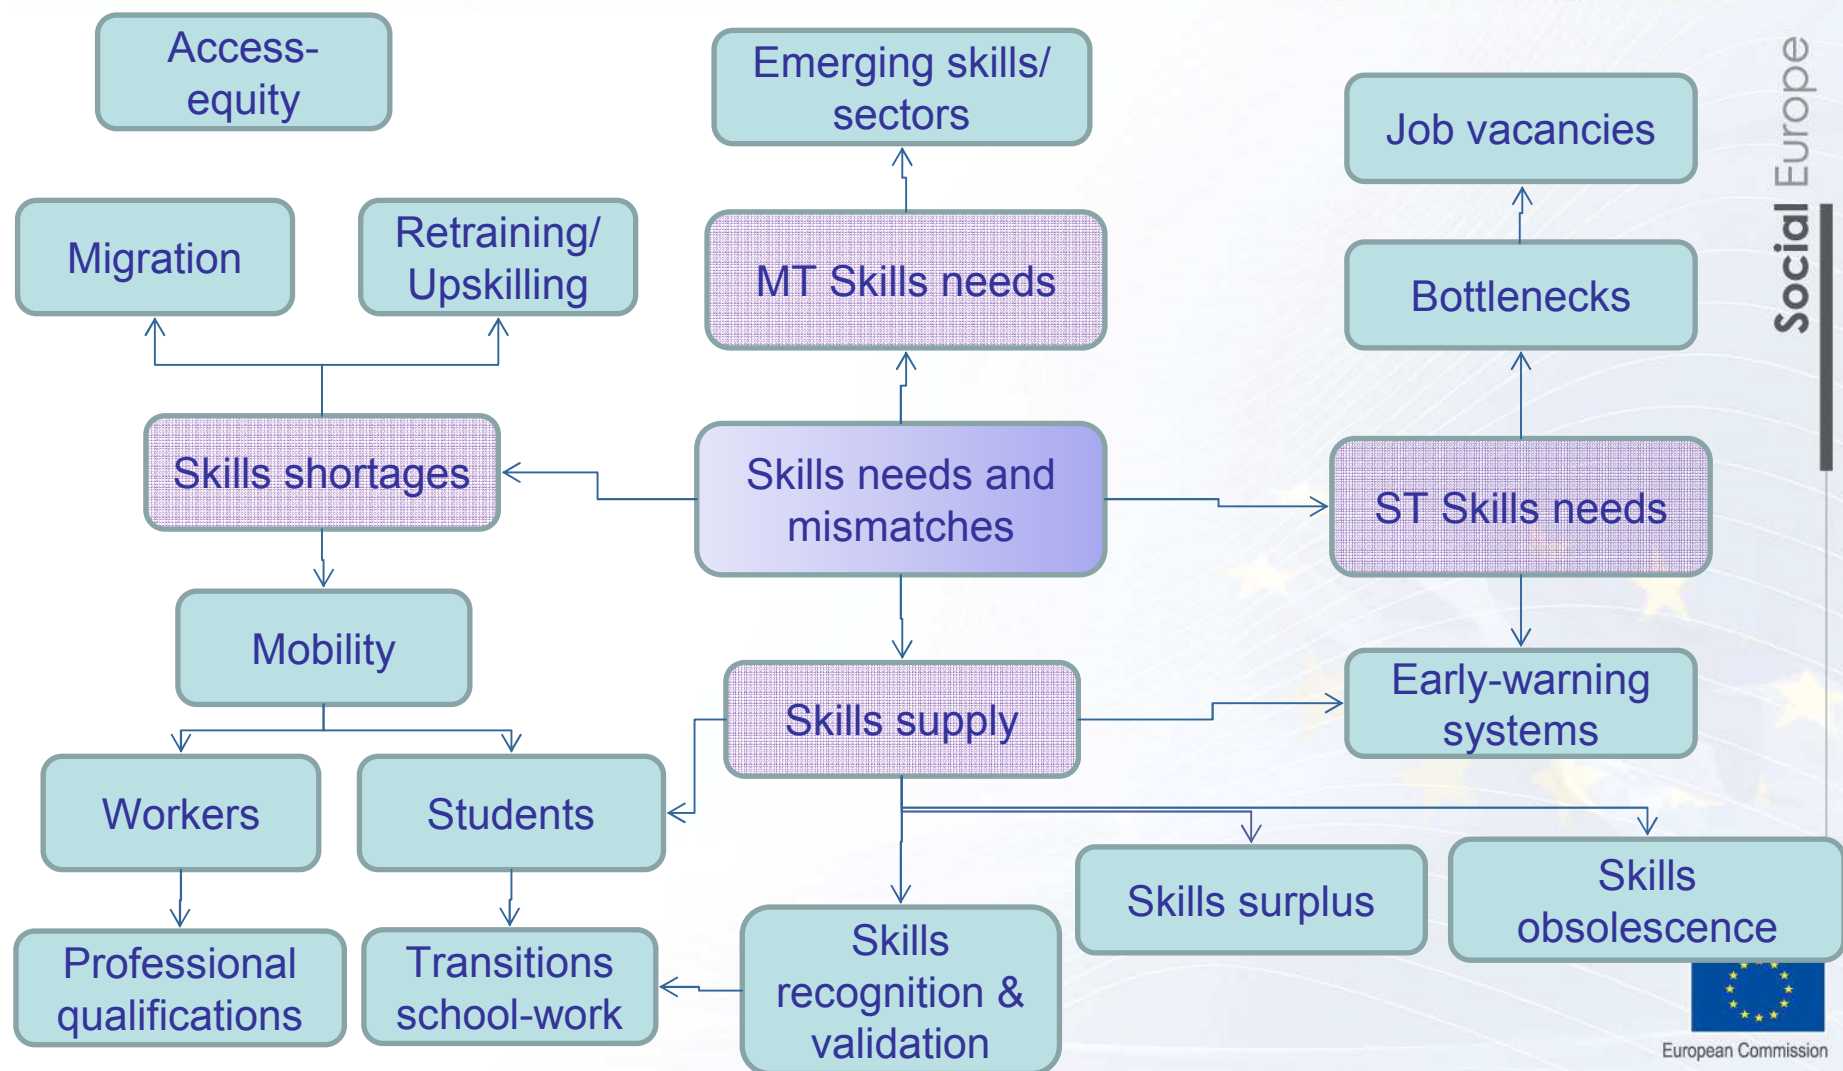 Access-
equity
Emerging skills/
sectors
Job vacancies
Migration
Retraining/
Upskilling
MT Skills needs
Bottlenecks
Skills shortages
Skills needs and
mismatches
ST Skills needs
Mobility
Skills supply
Early-warning
systems
Workers
Students
Skills surplus
Skills
obsolescence
Professional
qualifications
Transitions
school-work
Skills
recognition &
validation
Social Europe
European Commission